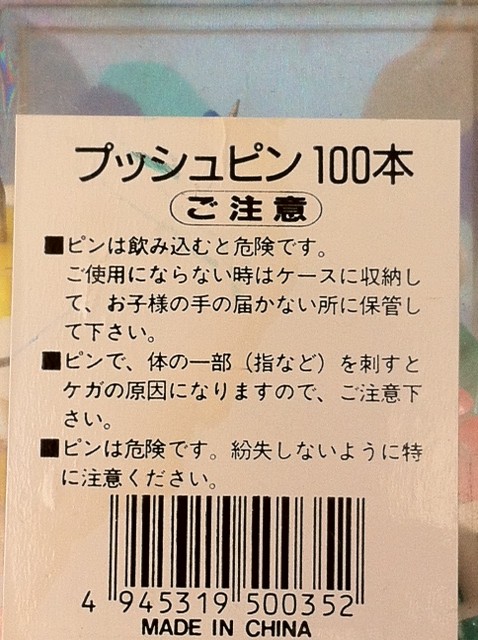 プッシュピン100本
ご注意
■ピンは飲み込むと危険です。
ご使用にならない時はケースに収納し
て、お子様の手の届かない所に保管し
て下さい。
■ピンで、体の一部（指など）を刺すと
ケガの原因になりますので、ご注意下
さい。
■ピンは危険です。紛失しないように特
に注意ください。
4 945319 500352
MADE IN CHINA